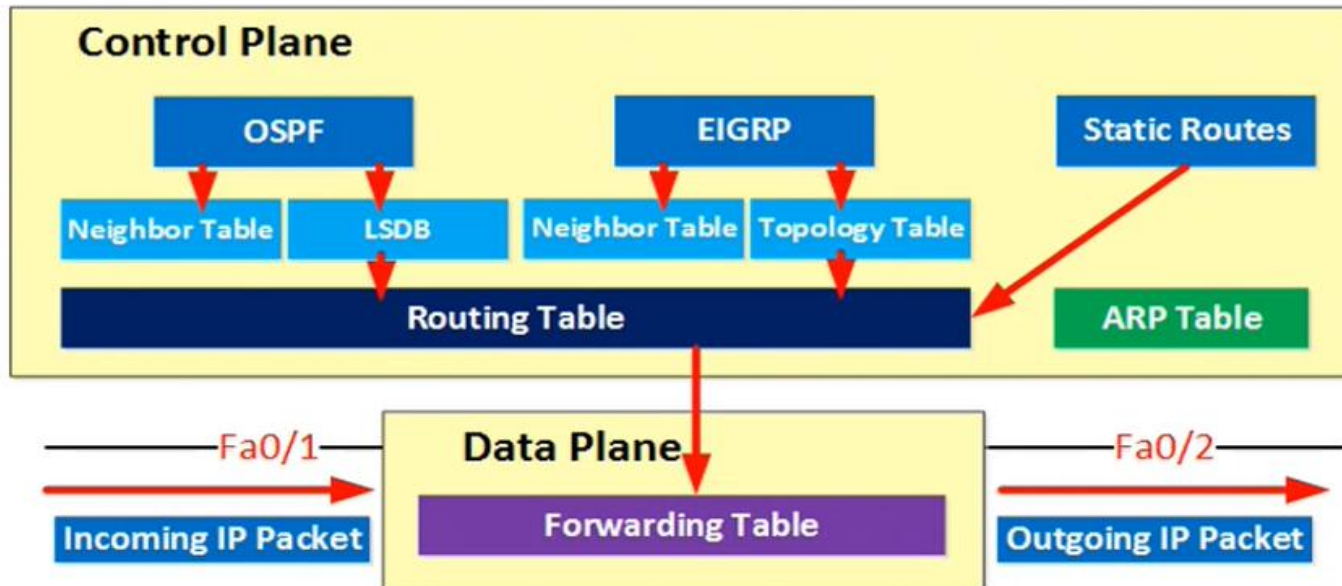 Control Plane
OSPF
EIGRP
Static Routes
Neighbor Table
LSDB
Neighbor Table
Topology Table
Routing Table
ARP Table
Fa0/1
Data Plane
Fa0/2
Incoming IP Packet
Forwarding Table
Outgoing IP Packet